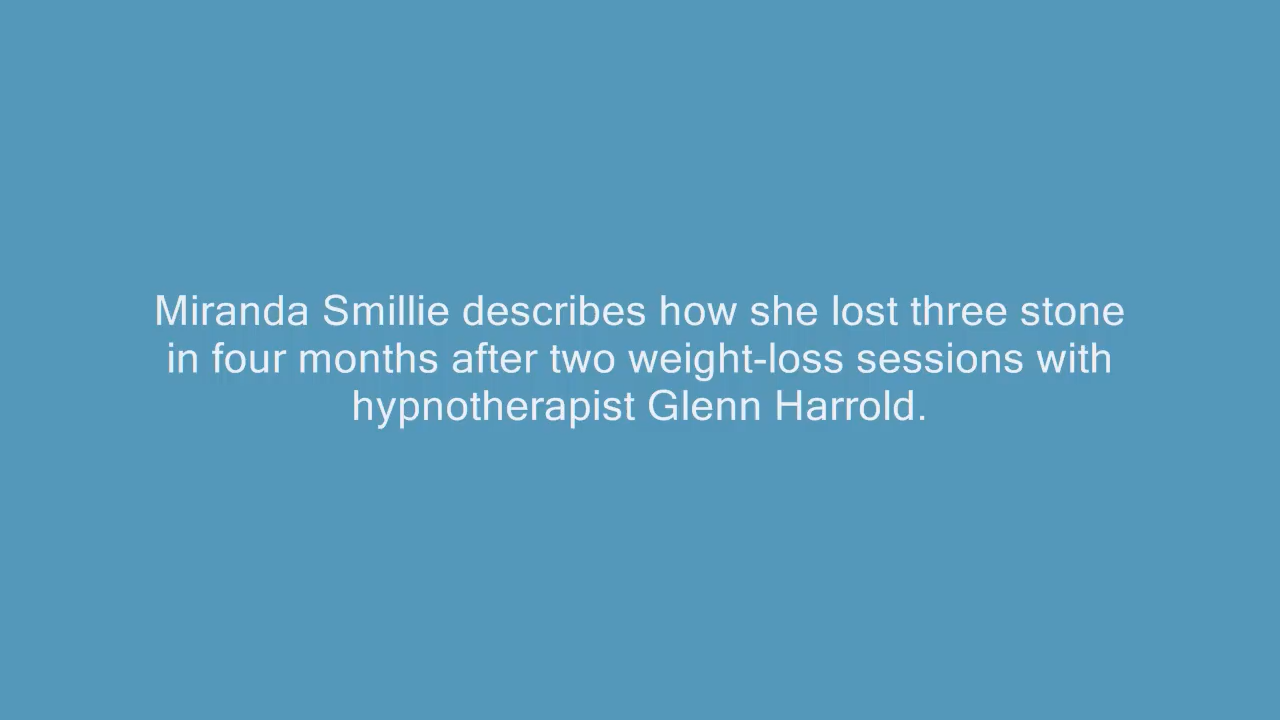 Miranda Smillie describes how she lost three stone
in four months after two weight-loss sessions with
hypnotherapist Glenn Harrold.